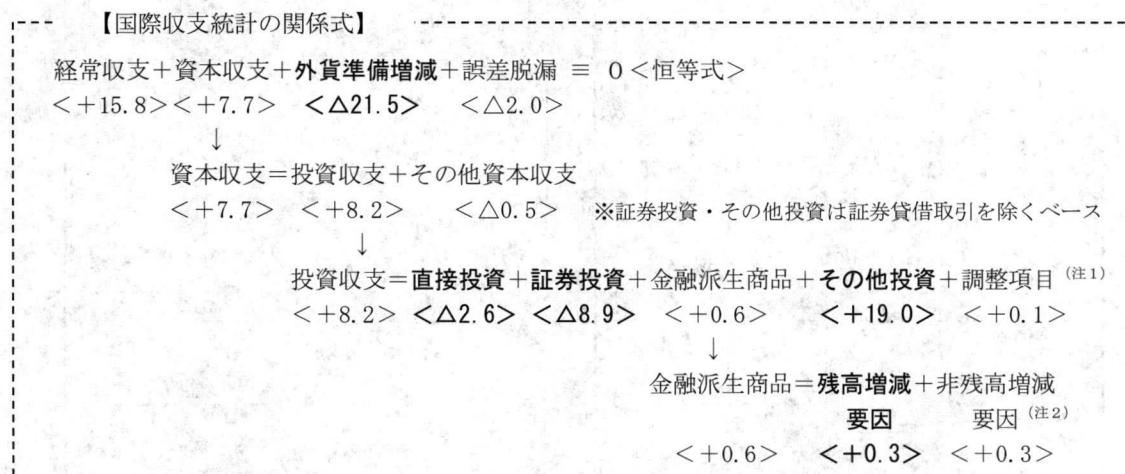 【国際収支統計の関係式】
経常収支＋資本収支＋外貨準備増減＋誤差脱漏 ≡ 0＜恒等式＞
＜＋15.8＞＜＋7.7＞ ＜△21.5＞ ＜△2.0＞
↓
資本収支＝投資収支＋その他資本収支
＜＋7.7＞ ＜＋8.2＞ ＜△0.5＞ ※証券投資・その他投資は証券貸借取引を除くベース
↓
投資収支＝直接投資＋証券投資＋金融派生商品＋その他投資＋調整項目（注1）
＜＋8.2＞ ＜△2.6＞ ＜△8.9＞ ＜＋0.6＞ ＜＋19.0＞ ＜＋0.1＞
↓
金融派生商品＝残高増減＋非残高増減
要因 要因（注2）
＜＋0.6＞ ＜＋0.3＞ ＜＋0.3＞